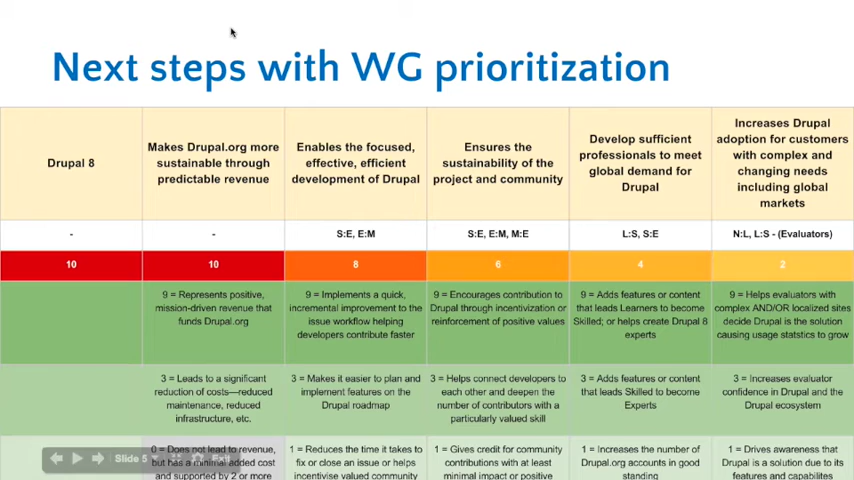 Next steps with WG prioritization
Drupal 8
Makes Drupal.org more
sustainable through
predictable revenue
Enables the focused,
effective, efficient
development of Drupal
Ensures the
sustainability of the
project and community
Develop sufficient
professionals to meet
global demand for
Drupal
Increases Drupal
adoption for customers
with complex and
changing needs
including global
markets
-
-
S:E, E:M
S:E, E:M, M:E
L:S, S:E
N:L, L:S - (Evaluators)
10
10
8
6
4
2
9 = Represents positive,
mission-driven revenue that
funds Drupal.org
9 = Implements a quick,
incremental improvement to the
issue workflow helping
developers contribute faster
9 = Encourages contribution to
Drupal through incentivization or
reinforcement of positive values
9 = Adds features or content
that leads Learners to become
Skilled; or helps create Drupal 8
experts
9 = Helps evaluators with
complex AND/OR localized sites
decide Drupal is the solution
causing usage statstics to grow
3 = Leads to a significant
reduction of costs—reduced
maintenance, reduced
infrastructure, etc.
3 = Makes it easier to plan and
implement features on the
Drupal roadmap
3 = Helps connect developers to
each other and deepen the
number of contributors with a
particularly valued skill
3 = Adds features or content
that leads Skilled to become
Experts
3 = Increases evaluator
confidence in Drupal and the
Drupal ecosystem
0 = Does not lead to revenue,
but has a minimal added cost
and supported by 2 or more
1 = Reduces the time it takes to
fix or close an issue or helps
incentivise valued community
1 = Gives credit for community
contributions with at least
minimal impact or positive
1 = Increases the number of
Drupal.org accounts in good
standing
1 = Drives awareness that
Drupal is a solution due to its
features and capabilites
Slide 5
Exit